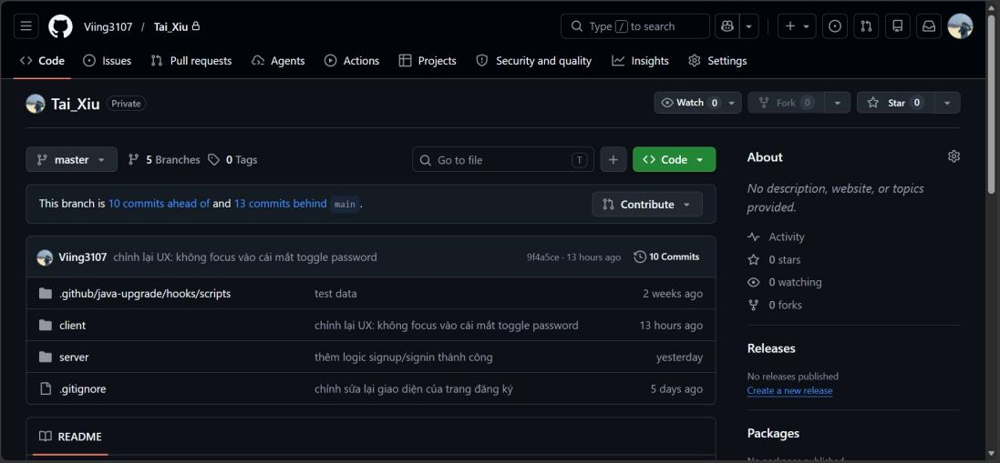 Viing3107 / Tai_Xiu
Type / to search
Code Issues Pull requests Agents Actions Projects Security and quality Insights Settings
Tai_Xiu Private
Watch 0 Fork 0 Star 0
master 5 Branches 0 Tags
Go to file T
Code
This branch is 10 commits ahead of and 13 commits behind main .
Contribute
Viing3107 chỉnh lại UX: không focus vào cái mắt toggle password 9f4a5ce · 13 hours ago 10 Commits
.github/java-upgrade/hooks/scripts test data 2 weeks ago
client chỉnh lại UX: không focus vào cái mắt toggle password 13 hours ago
server thêm logic signup/signin thành công yesterday
.gitignore chỉnh sửa lại giao diện của trang đăng ký 5 days ago
README
About
No description, website, or topics
provided.
Activity
0 stars
0 watching
0 forks
Releases
No releases published
Create a new release
Packages
No packages published